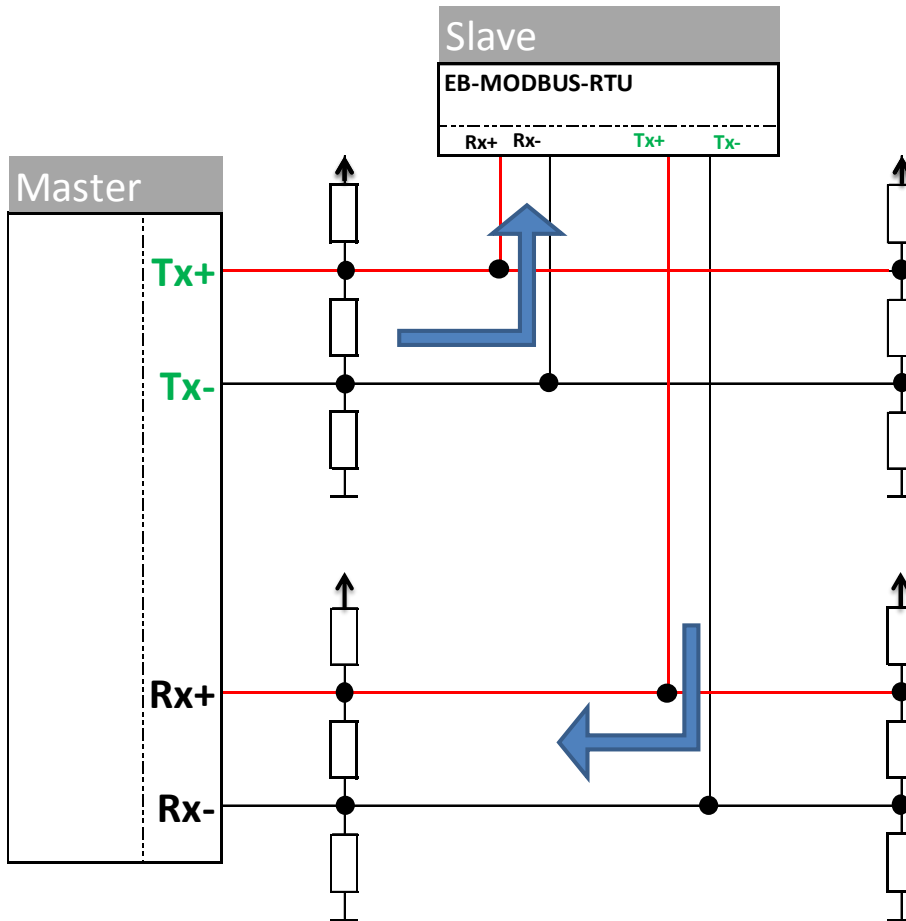 Slave
EB-MODBUS-RTU
Rx+ Rx- Tx+ Tx-
Master
Tx+
Tx-
Rx+
Rx-